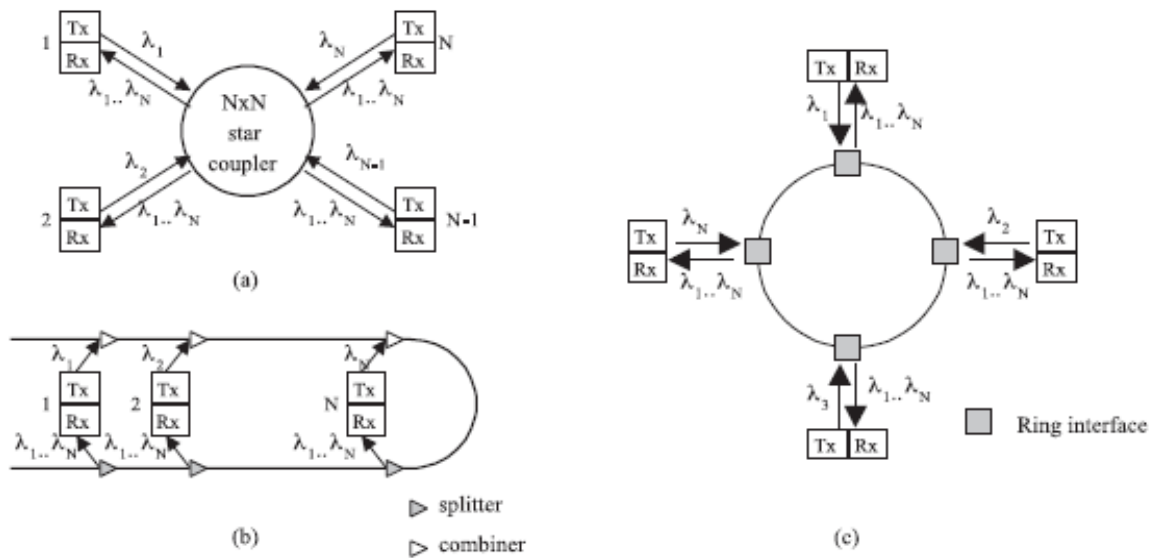 1
Tx
Rx
λ1
λ1.. λN
λN
λ1.. λN
Tx
Rx
N
NxN
star
coupler
2
Tx
Rx
λ2
λ1.. λN
λN-1
λ1.. λN
Tx
Rx
N-1
(a)
λ1
λ2
λN
1
Tx
Rx
2
Tx
Rx
N
Tx
Rx
λ1.. λN
λ1.. λN
λ1.. λN
splitter
combiner
(b)
Tx
Rx
λ1
λ1.. λN
Tx
Rx
λN
λ1.. λN
λ2
λ1.. λN
Tx
Rx
λ3
λ1.. λN
Tx
Rx
Ring interface
(c)